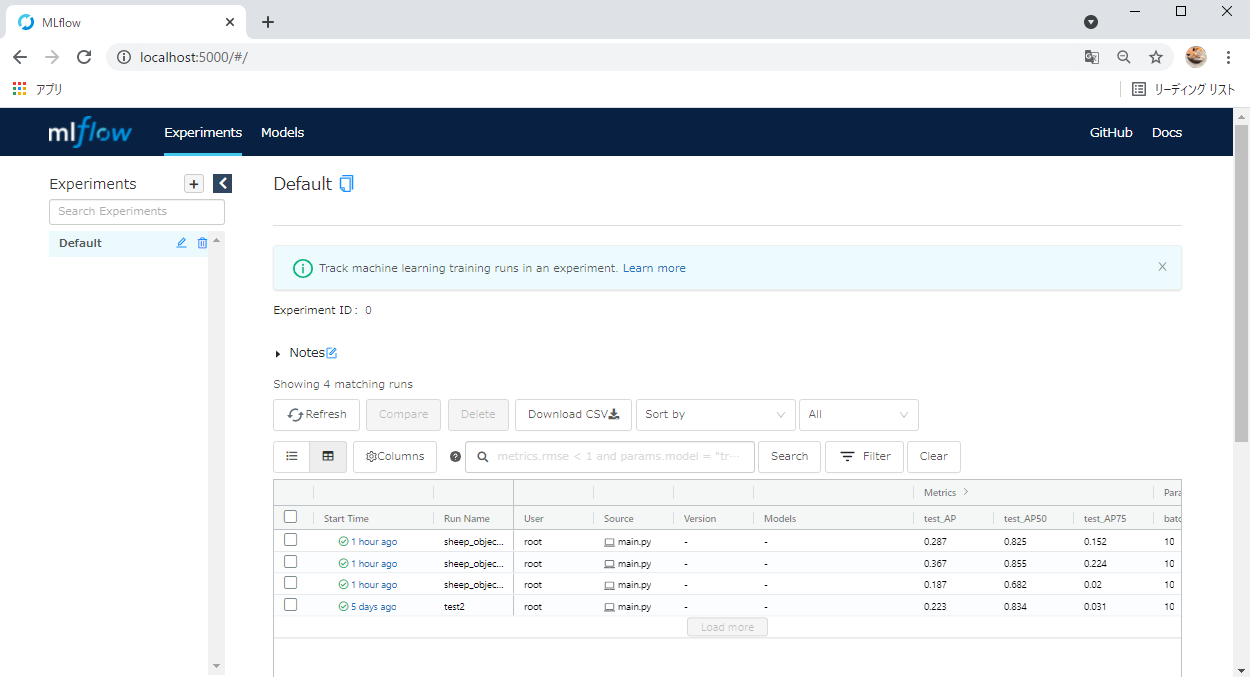 MLflow
localhost:5000/#/
アプリ
リーディング リスト
mlflow Experiments Models GitHub Docs
Experiments
Search Experiments
Default
Default
Track machine learning training runs in an experiment. Learn more
Experiment ID : 0
Notes
Showing 4 matching runs
Refresh Compare Delete Download CSV Sort by All
Columns metrics.rmse < 1 and params.model = "tr··· Search Filter Clear
Metrics > Para
Start Time Run Name User Source Version Models test_AP test_AP50 test_AP75 batc
1 hour ago sheep_objec... root main.py - - 0.287 0.825 0.152 10
1 hour ago sheep_objec... root main.py - - 0.367 0.855 0.224 10
1 hour ago sheep_objec... root main.py - - 0.187 0.682 0.02 10
5 days ago test2 root main.py - - 0.223 0.834 0.031 10
Load more